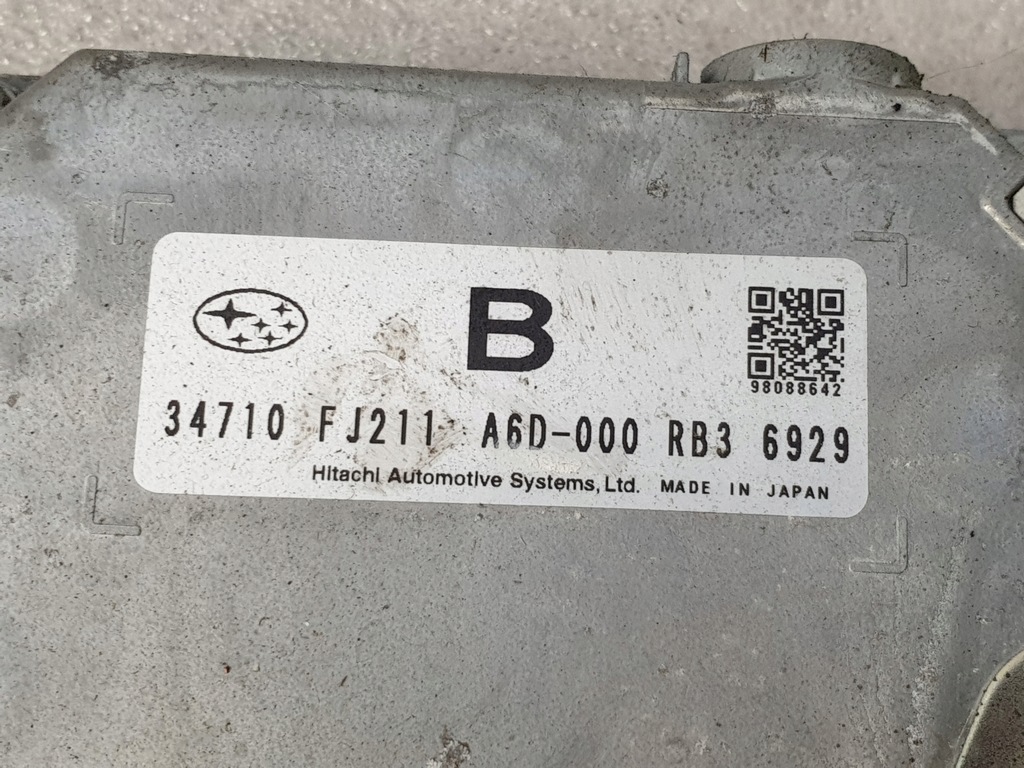 B
98088642
34710 FJ211 A6D-000 RB3 6929
Hitachi Automotive Systems, Ltd. MADE IN JAPAN